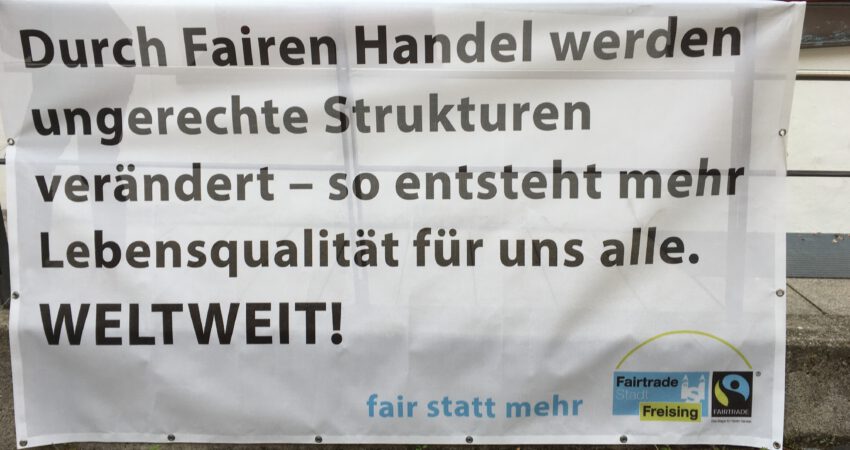 Durch Fairen Handel werden
ungerechte Strukturen
verändert – so entsteht mehr
Lebensqualität für uns alle.
WELTWEIT!
fair statt mehr
Fairtrade
Stadt
Freising
FAIRTRADE
®